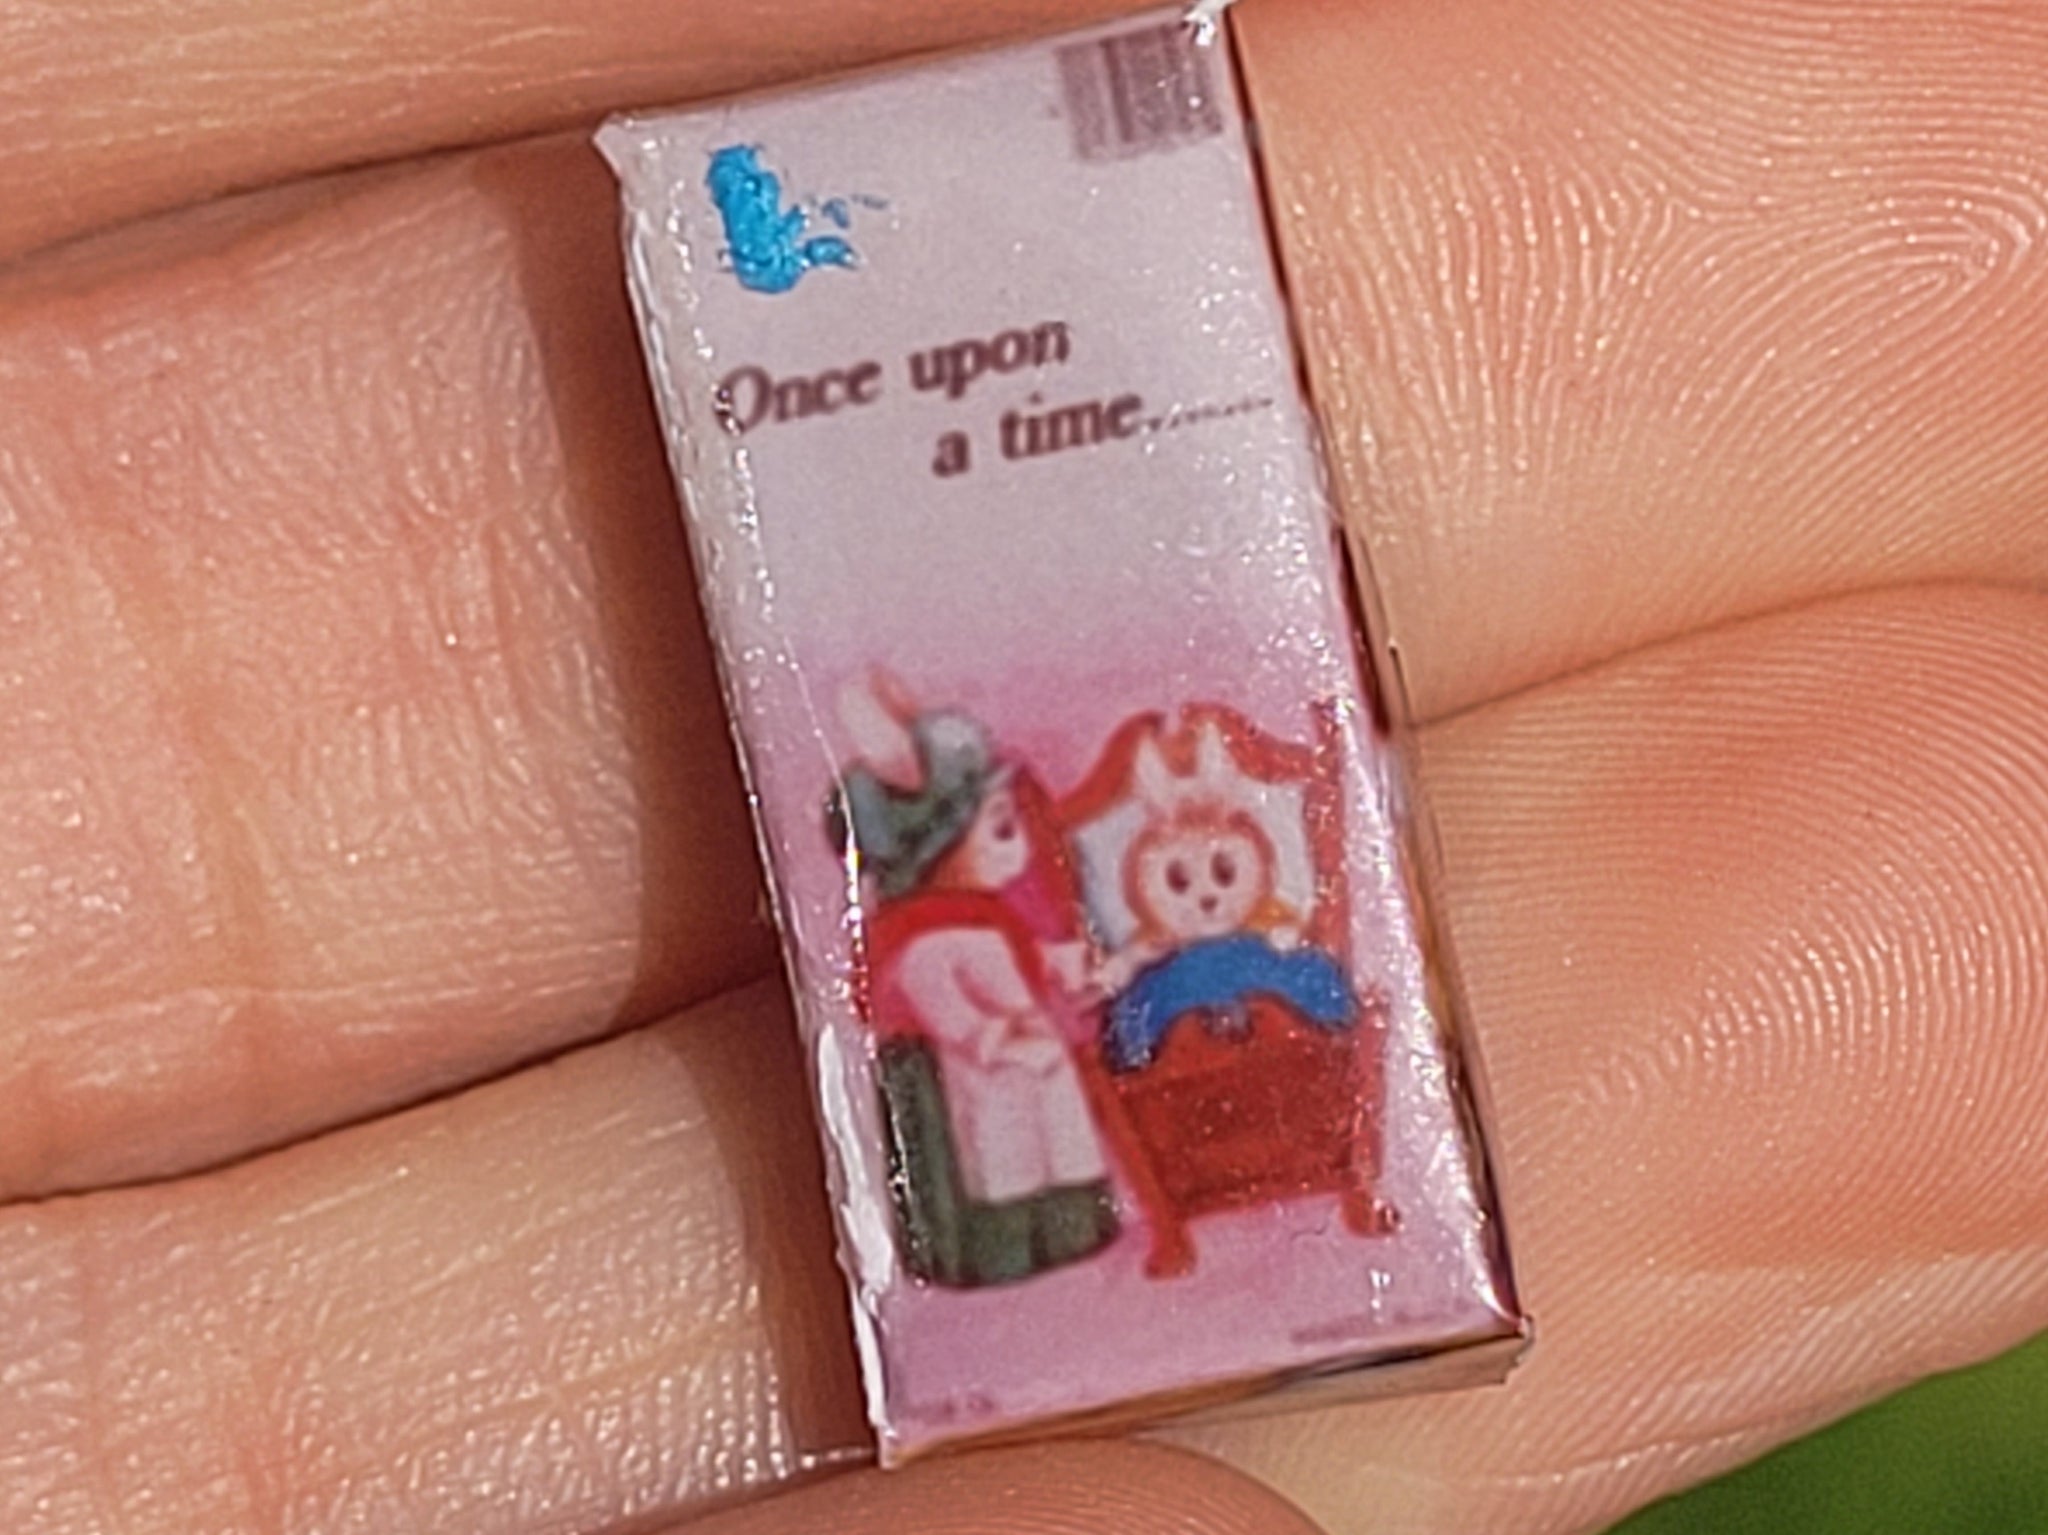 Once upon
a time..........